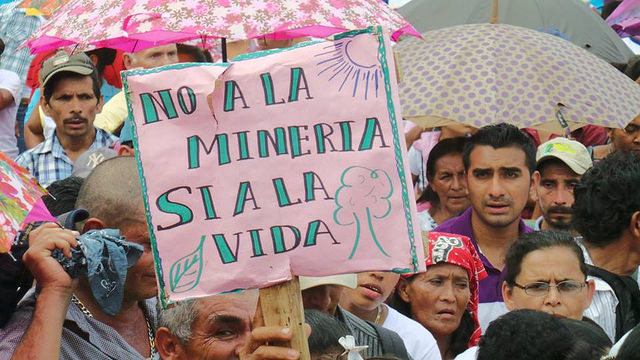 NO A LA
MINERIA
SI A LA
VIDA